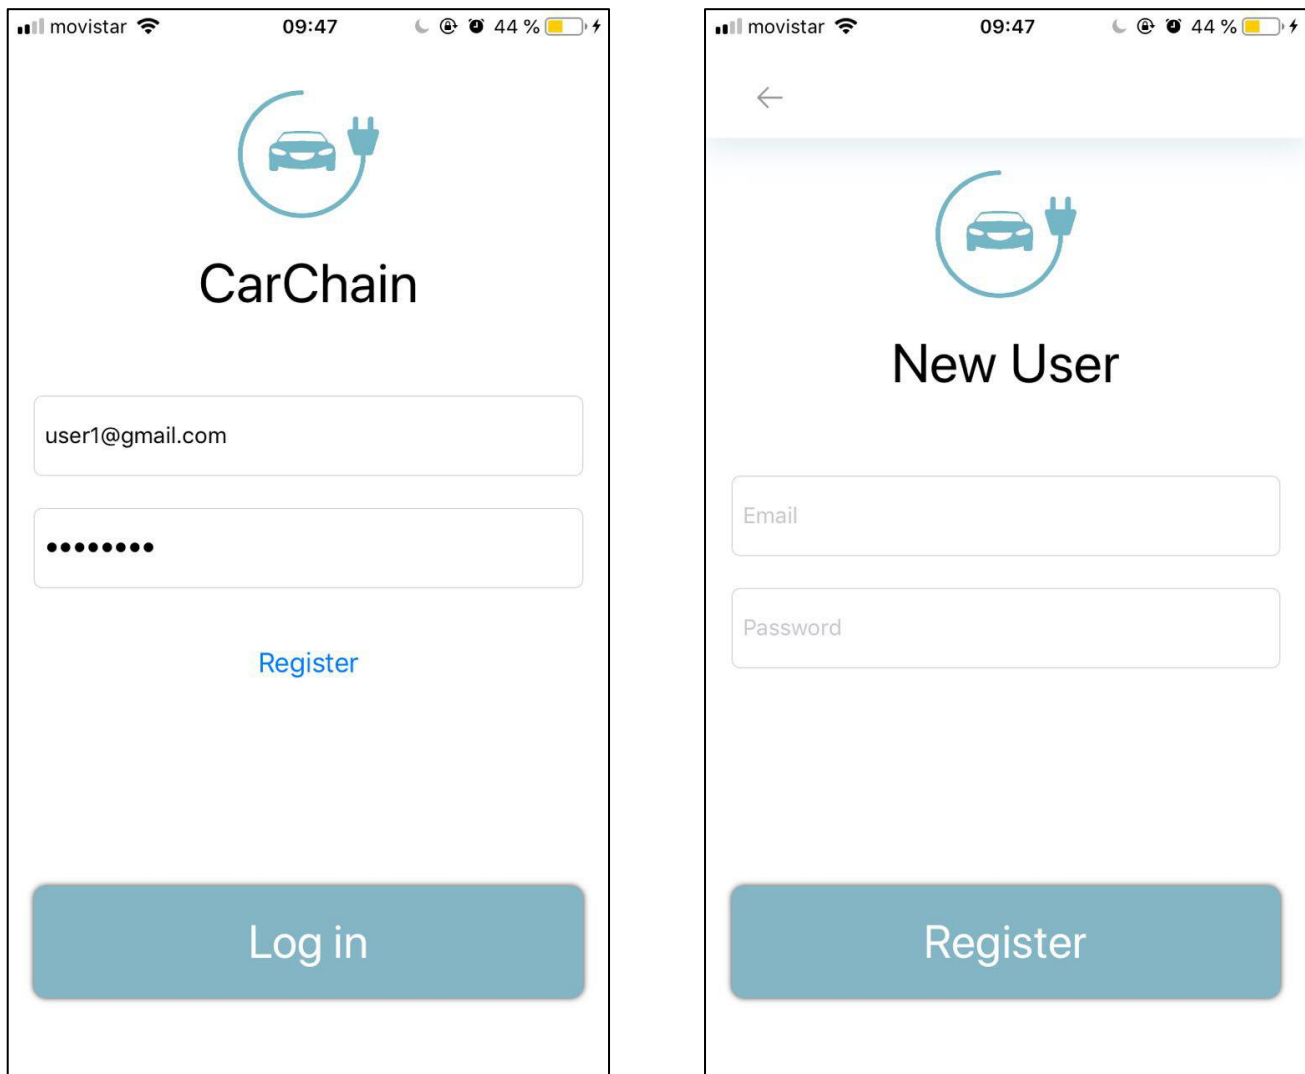 movistar 09:47 44 %
CarChain
user1@gmail.com
••••••••
Register
Log in
movistar 09:47 44 %
New User
Email
Password
Register